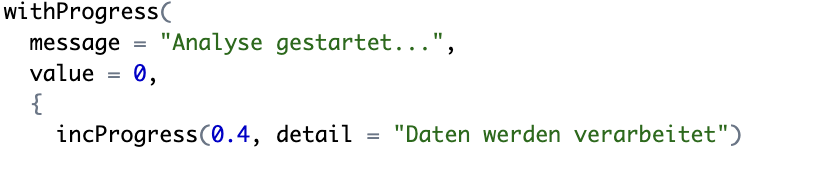 withProgress(
  message = "Analyse gestartet...",
  value = 0,
  {
    incProgress(0.4, detail = "Daten werden verarbeitet")